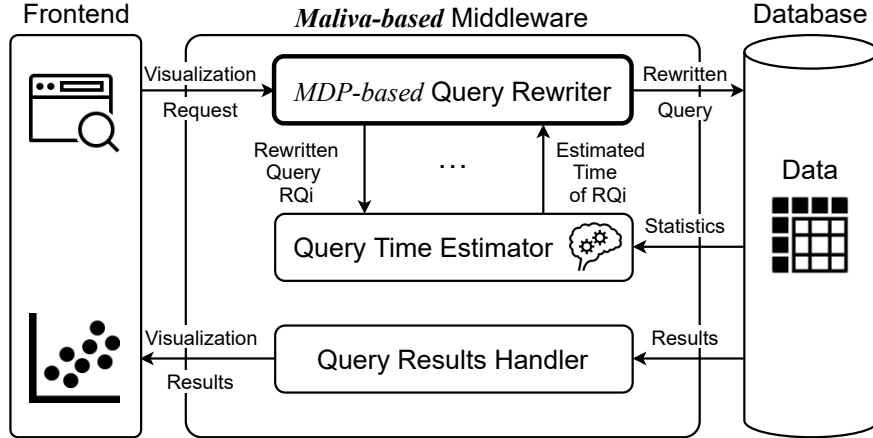 Frontend
Maliva-based Middleware
Database
Visualization
Request
MDP-based Query Rewriter
Rewritten
Query
Rewritten
Query
RQi
...
Estimated
Time
of RQi
Data
Query Time Estimator
Statistics
Visualization
Results
Query Results Handler
Results